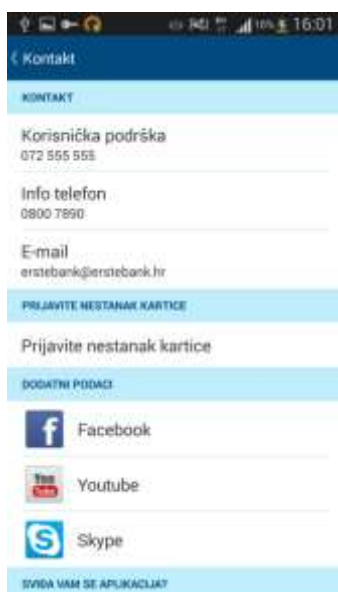 16:01
Kontakt
KONTAKT
Korisnička podrška
072 555 555
Info telefon
0800 7890
E-mail
erstebank@erstebank.hr
PRIJAVITE NESTANAK KARTICE
Prijavite nestanak kartice
DODATNI PODACI
Facebook
You Tube
Youtube
Skype
SVIĐA VAM SE APLIKACIJA?